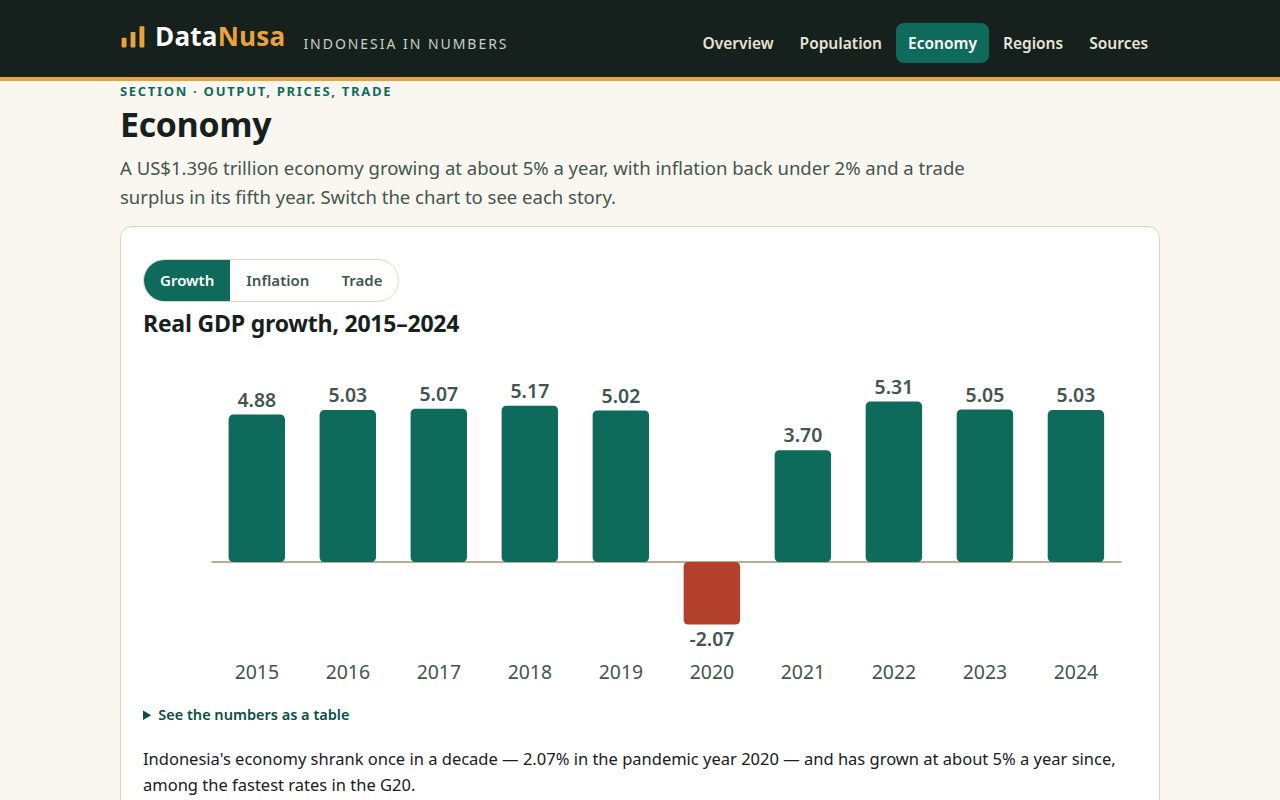 DataNusa INDONESIA IN NUMBERS Overview Population Economy Regions Sources
SECTION · OUTPUT, PRICES, TRADE
Economy
A US$1.396 trillion economy growing at about 5% a year, with inflation back under 2% and a trade
surplus in its fifth year. Switch the chart to see each story.
Growth Inflation Trade
Real GDP growth, 2015–2024
4.88 5.03 5.07 5.17 5.02 3.70 5.31 5.05 5.03
-2.07
2015 2016 2017 2018 2019 2020 2021 2022 2023 2024
▶ See the numbers as a table
Indonesia's economy shrank once in a decade — 2.07% in the pandemic year 2020 — and has grown at about 5% a year since,
among the fastest rates in the G20.